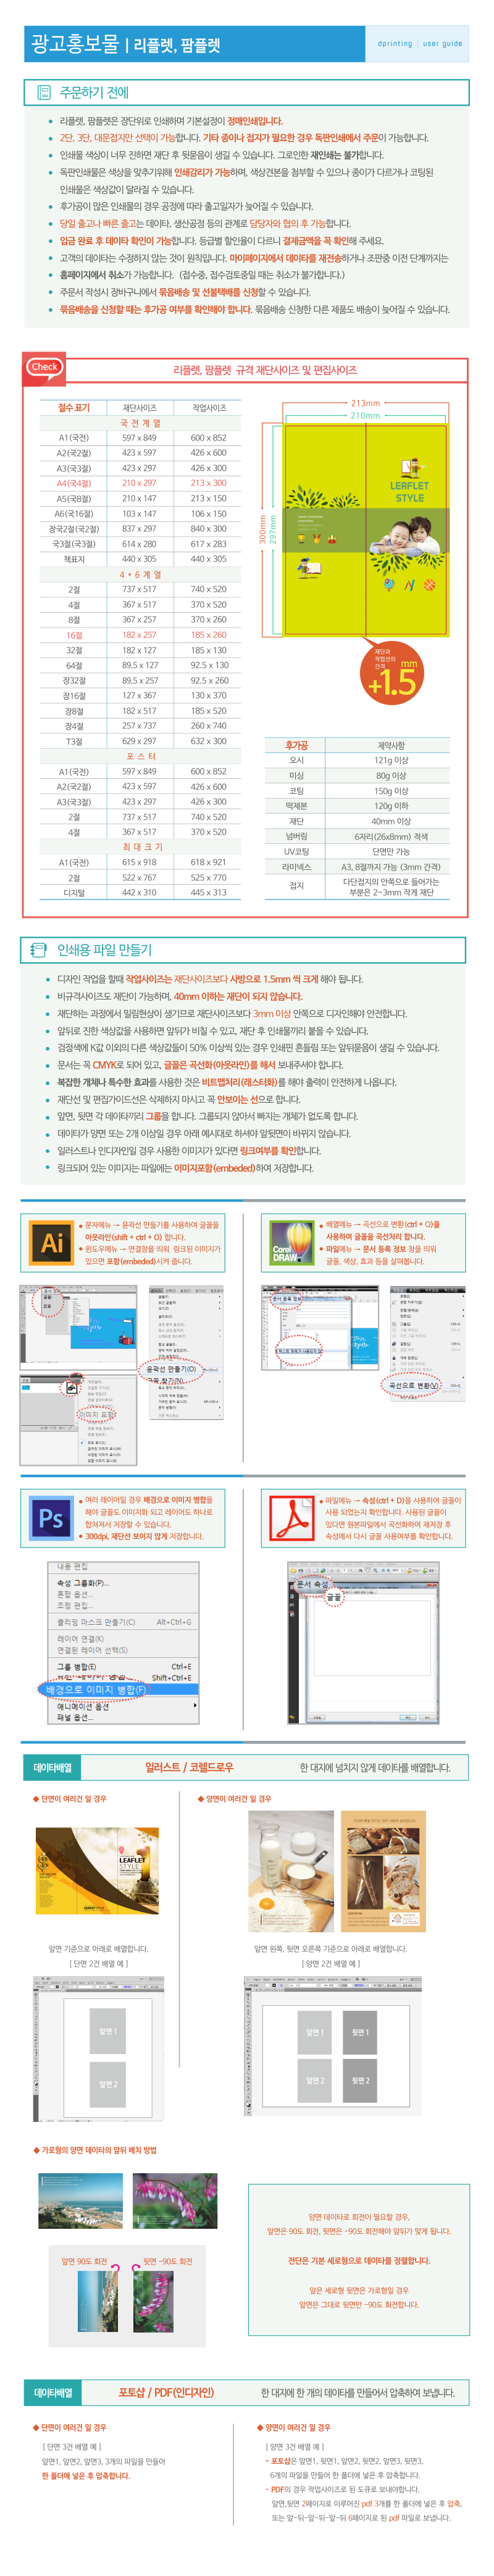 광고홍보물 | 리플렛, 팜플렛
dprinting | user guide
주문하기 전에
리플렛, 팜플렛은 장단위로 인쇄하며 기본설정이 정매인쇄입니다.
2단, 3단, 대문접지만 선택이 가능합니다. 기타 종이나 접지가 필요한 경우 독판인쇄에서 주문이 가능합니다.
인쇄물 색상이 너무 진하면 재단 후 뒷묻음이 생길 수 있습니다. 그로인한 재인쇄는 불가합니다.
독판인쇄물은 색상을 맞추기위해 인쇄감리가 가능하며, 색상견본을 첨부할 수 있으나 종이가 다르거나 코팅된
인쇄물은 색상값이 달라질 수 있습니다.
후가공이 많은 인쇄물의 경우 공정에 따라 출고일자가 늦어질 수 있습니다.
당일 출고나 빠른 출고는 데이타, 생산공정 등의 관계로 담당자와 협의 후 가능합니다.
입금 완료 후 데이타 확인이 가능합니다. 등급별 할인율이 다르니 결재금액을 꼭 확인해 주세요.
고객의 데이타는 수정하지 않는 것이 원칙입니다. 마이페이지에서 데이타를 재전송하거나 조판중 이전 단계까지는
홈페이지에서 취소가 가능합니다. (접수중, 접수검토중일 때는 취소가 불가합니다.)
주문서 작성시 장바구니에서 묶음배송 및 선불택배를 신청할 수 있습니다.
묶음배송을 신청할 때는 후가공 여부를 확인해야 합니다. 묶음배송 신청한 다른 제품도 배송이 늦어질 수 있습니다.
Check
리플렛, 팜플렛 규격 재단사이즈 및 편집사이즈
절수 표기 재단사이즈 작업사이즈
국 전 계 열
A1(국전) 597 x 849 600 x 852
A2(국2절) 423 x 597 426 x 600
A3(국3절) 423 x 297 426 x 300
A4(국4절) 210 x 297 213 x 300
A5(국8절) 210 x 147 213 x 150
A6(국16절) 103 x 147 106 x 150
장국2절(국2절) 837 x 297 840 x 300
국3절(국3절) 614 x 280 617 x 283
책표지 440 x 305 440 x 305
4 * 6 계 열
2절 737 x 517 740 x 520
4절 367 x 517 370 x 520
8절 367 x 257 370 x 260
16절 182 x 257 185 x 260
32절 182 x 127 185 x 130
64절 89.5 x 127 92.5 x 130
장32절 89.5 x 257 92.5 x 260
장16절 127 x 367 130 x 370
장8절 182 x 517 185 x 520
장4절 257 x 737 260 x 740
T3절 629 x 297 632 x 300
포 스 터
A1(국전) 597 x 849 600 x 852
A2(국2절) 423 x 597 426 x 600
A3(국3절) 423 x 297 426 x 300
2절 737 x 517 740 x 520
4절 367 x 517 370 x 520
최 대 크 기
A1(국전) 615 x 918 618 x 921
2절 522 x 767 525 x 770
디지털 442 x 310 445 x 313
213mm
210mm
300mm
297mm
LEAFLET
STYLE
재단과
작업선의
간격
+1.5 mm
후가공 제약사항
오시 121g 이상
미싱 80g 이상
코팅 150g 이상
떡제본 120g 이하
재단 40mm 이상
넘버링 6자리(26x8mm) 적색
UV코팅 단면만 가능
라미넥스 A3, 8절까지 가능 (3mm 간격)
접지 다단접지의 안쪽으로 들어가는
부분은 2~3mm 작게 재단
인쇄용 파일 만들기
디자인 작업을 할때 작업사이즈는 재단사이즈보다 사방으로 1.5mm 씩 크게 해야 됩니다.
비규격사이즈도 재단이 가능하며, 40mm 이하는 재단이 되지 않습니다.
재단하는 과정에서 밀림현상이 생기므로 재단사이즈보다 3mm 이상 안쪽으로 디자인해야 안전합니다.
앞뒤로 진한 색상값을 사용하면 앞뒤가 비칠 수 있고, 재단 후 인쇄물끼리 붙을 수 있습니다.
검정색에 K값 이외의 다른 색상값들이 50% 이상씩 있는 경우 인쇄핀 흔들림 또는 앞뒤묻음이 생길 수 있습니다.
문서는 꼭 CMYK로 되어 있고, 글꼴은 곡선화(아웃라인)를 해서 보내주셔야 합니다.
복잡한 개체나 특수한 효과를 사용한 것은 비트맵처리(래스터화)를 해야 출력이 안전하게 나옵니다.
재단선 및 편집가이드선은 삭제하지 마시고 꼭 안보이는 선으로 합니다.
앞면, 뒷면 각 데이타끼리 그룹을 합니다. 그룹되지 않아서 빠지는 개체가 없도록 합니다.
데이타가 양면 또는 2개 이상일 경우 아래 예시대로 하셔야 앞뒷면이 바뀌지 않습니다.
일러스트나 인디자인일 경우 사용한 이미지가 있다면 링크여부를 확인합니다.
링크되어 있는 이미지는 파일에는 이미지포함(embeded)하여 저장합니다.
Ai
문자메뉴 → 윤곽선 만들기를 사용하여 글꼴을
아웃라인(shift + ctrl + O) 합니다.
윈도우메뉴 → 연결창을 띄워 링크된 이미지가
있으면 포함(embeded)시켜 줍니다.
Corel
DRAW
배열메뉴 → 곡선으로 변환(ctrl + Q)을
사용하여 글꼴을 곡선처리 합니다.
파일메뉴 → 문서 등록 정보 창을 띄워
글꼴, 색상, 효과 등을 살펴봅니다.
윤곽선 만들기(O)
이미지 포함
곡선으로 변환(V)
Ps
여러 레이어일 경우 배경으로 이미지 병합을
해야 글꼴도 이미지화 되고 레이어도 하나로
합쳐져서 저장할 수 있습니다.
300dpi, 재단선 보이지 않게 저장합니다.
파일메뉴 → 속성(ctrl + D)을 사용하여 글꼴이
사용 되었는지 확인합니다. 사용된 글꼴이
있다면 원본파일에서 곡선화하여 재저장 후
속성에서 다시 글꼴 사용여부를 확인합니다.
내용 편집
속성 그룹화(P)...
혼합 옵션...
조정 편집...
클리핑 마스크 만들기(C) Alt+Ctrl+G
레이어 연결(K)
연결된 레이어 선택(S)
그룹 병합(E) Ctrl+E
Shift+Ctrl+E
배경으로 이미지 병합(F)
애니메이션 옵션
패널 옵션...
문서 속성
글꼴
데이타배열 일러스트 / 코렐드로우 한 대지에 넘치지 않게 데이타를 배열합니다.
◆ 단면이 여러건 일 경우
◆ 양면이 여러건 일 경우
LEAFLET
STYLE
앞면 기준으로 아래로 배열합니다.
[ 단면 2건 배열 예 ]
앞면 왼쪽, 뒷면 오른쪽 기준으로 아래로 배열합니다.
[ 양면 2건 배열 예 ]
앞면 1
앞면 2
앞면 1 뒷면 1
앞면 2 뒷면 2
◆ 가로형의 양면 데이타의 앞뒤 배치 방법
앞면 90도 회전 뒷면 -90도 회전
양면 데이타로 회전이 필요할 경우,
앞면은 90도 회전, 뒷면은 -90도 회전해야 앞뒤가 맞게 됩니다.
전단은 기본 세로형으로 데이타를 정렬합니다.
앞은 세로형 뒷면은 가로형일 경우
앞면은 그대로 뒷면만 -90도 회전합니다.
데이타배열 포토샵 / PDF(인디자인) 한 대지에 한 개의 데이타를 만들어서 압축하여 보냅니다.
◆ 단면이 여러건 일 경우
[ 단면 3건 배열 예 ]
앞면1, 앞면2, 앞면3, 3개의 파일을 만들어
한 폴더에 넣은 후 압축합니다.
◆ 양면이 여러건 일 경우
[ 양면 3건 배열 예 ]
- 포토샵은 앞면1, 뒷면1, 앞면2, 뒷면2, 앞면3, 뒷면3,
6개의 파일을 만들어 한 폴더에 넣은 후 압축합니다.
- PDF의 경우 작업사이즈로 된 도큐로 보내야합니다.
앞면,뒷면 2페이지로 이루어진 pdf 3개를 한 폴더에 넣은 후 압축,
또는 앞-뒤-앞-뒤-앞-뒤 6페이지로 된 pdf 파일로 보냅니다.